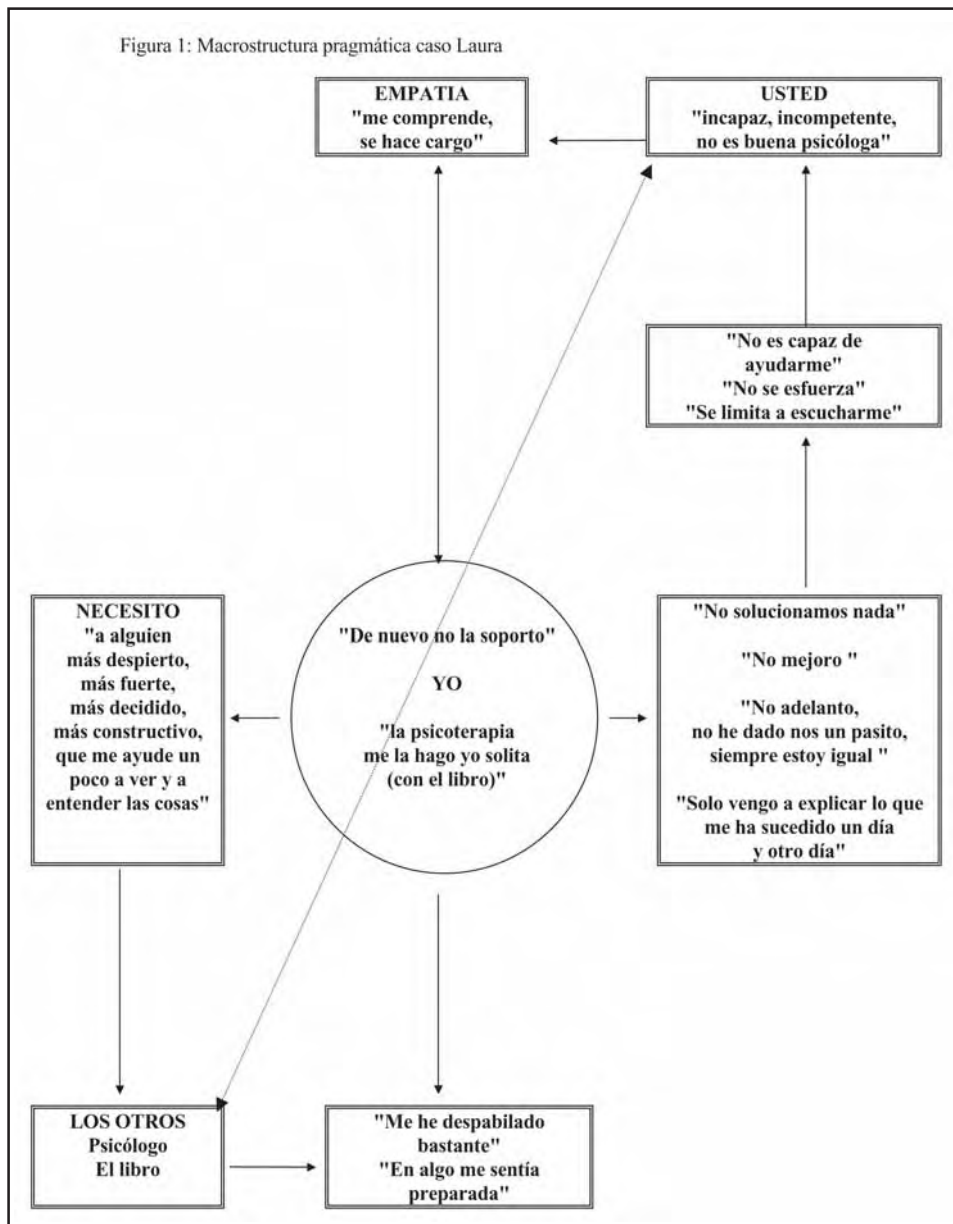 Figura 1: Macrostructura pragmática caso Laura
EMPATIA
"me comprende,
se hace cargo"
USTED
"incapaz, incompetente,
no es buena psicóloga"
"No es capaz de
ayudarme"
"No se esfuerza"
"Se limita a escucharme"
NECESITO
"a alguien
más despierto,
más fuerte,
más decidido,
más constructivo,
que me ayude un
poco a ver y a
entender las cosas"
"De nuevo no la soporto"
YO
"la psicoterapia
me la hago yo solita
(con el libro)"
"No solucionamos nada"
"No mejoro "
"No adelanto,
no he dado nos un pasito,
siempre estoy igual "
"Solo vengo a explicar lo que
me ha sucedido un día
y otro día"
LOS OTROS
Psicólogo
El libro
"Me he despabilado
bastante"
"En algo me sentía
preparada"